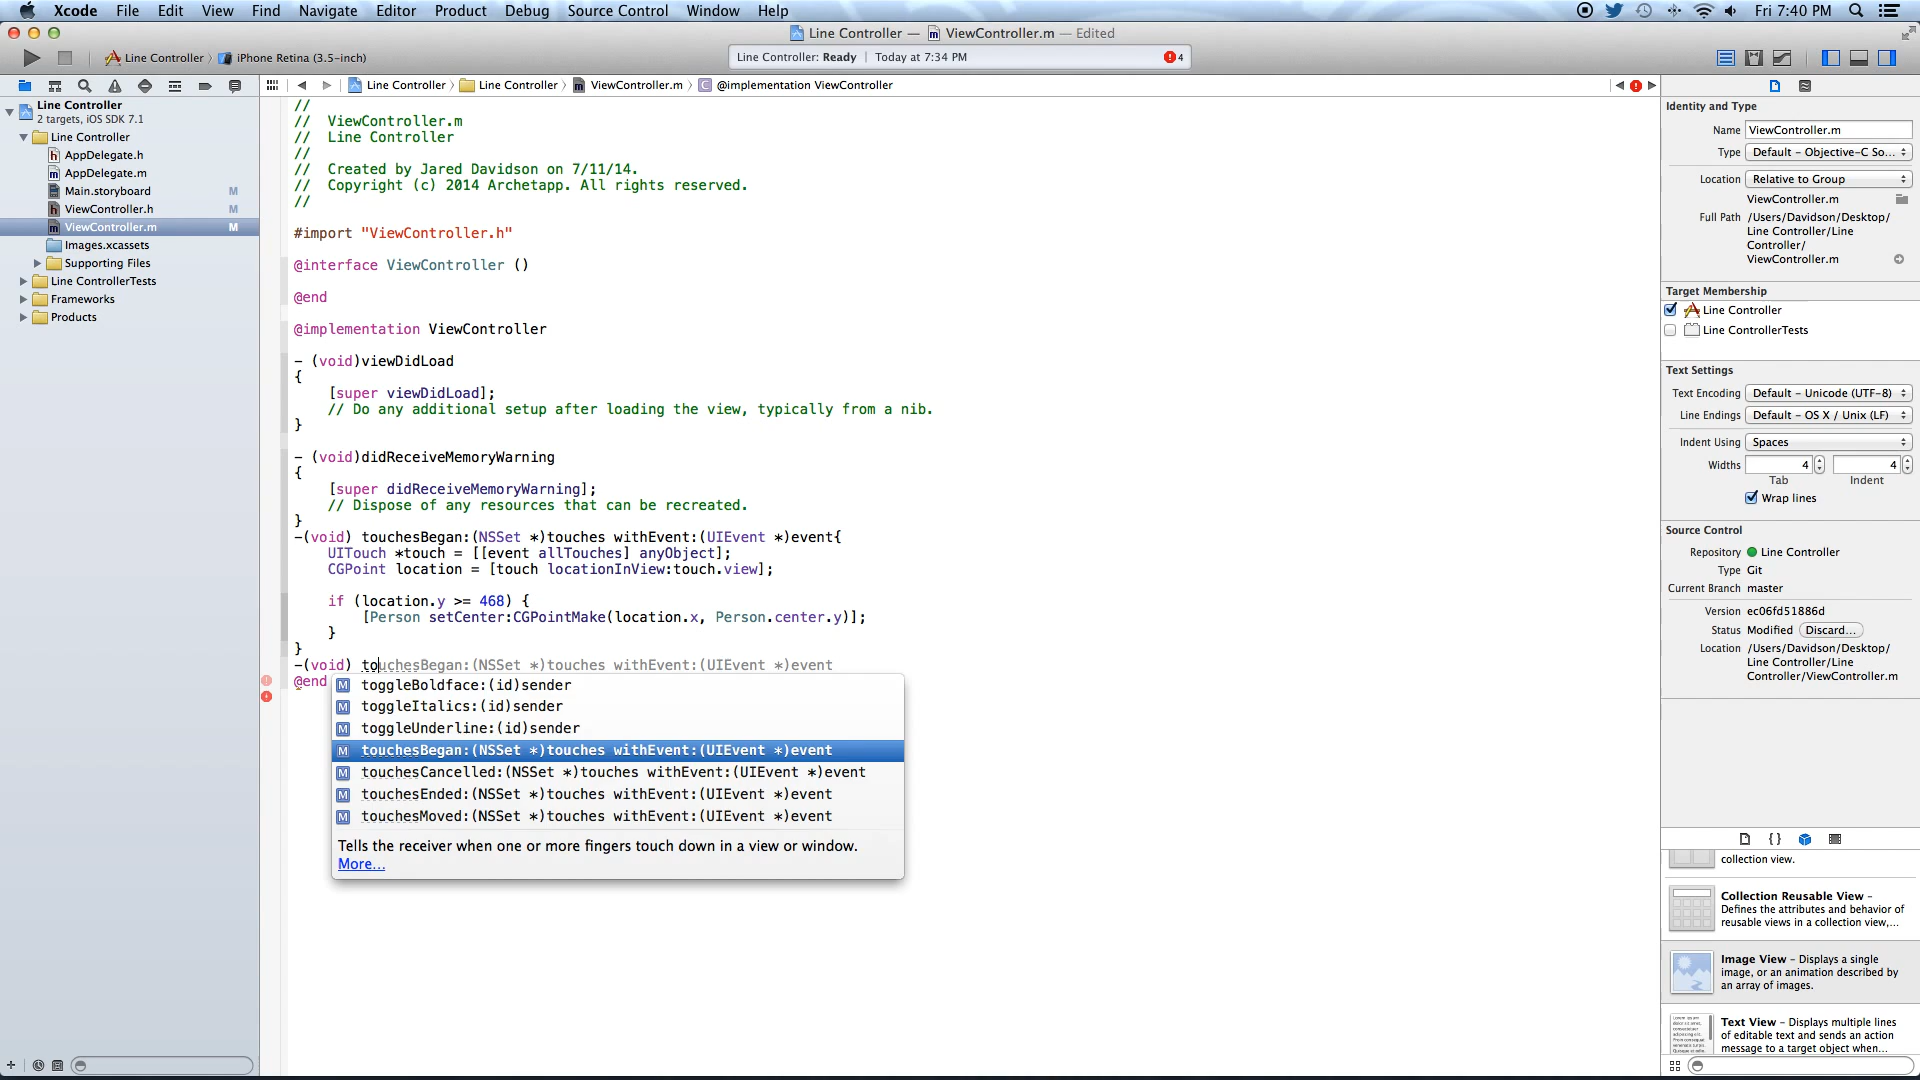 Xcode File Edit View Find Navigate Editor Product Debug Source Control Window Help Fri 7:40 PM
Line Controller — ViewController.m — Edited
Line Controller iPhone Retina (3.5-inch)
Line Controller: Ready | Today at 7:34 PM 4
Line Controller Line Controller ViewController.m @implementation ViewController
Line Controller
2 targets, iOS SDK 7.1
Line Controller
AppDelegate.h
AppDelegate.m
Main.storyboard M
ViewController.h M
ViewController.m M
Images.xcassets
Supporting Files
Line ControllerTests
Frameworks
Products
//
// ViewController.m
// Line Controller
//
// Created by Jared Davidson on 7/11/14.
// Copyright (c) 2014 Archetapp. All rights reserved.
//
#import "ViewController.h"
@interface ViewController ()
@end
@implementation ViewController
- (void)viewDidLoad
{
[super viewDidLoad];
// Do any additional setup after loading the view, typically from a nib.
}
- (void)didReceiveMemoryWarning
{
[super didReceiveMemoryWarning];
// Dispose of any resources that can be recreated.
}
-(void) touchesBegan:(NSSet *)touches withEvent:(UIEvent *)event{
UITouch *touch = [[event allTouches] anyObject];
CGPoint location = [touch locationInView:touch.view];
if (location.y >= 468) {
[Person setCenter:CGPointMake(location.x, Person.center.y)];
}
}
-(void) touchesBegan:(NSSet *)touches withEvent:(UIEvent *)event
@end
M toggleBoldface:(id)sender
M toggleItalics:(id)sender
M toggleUnderline:(id)sender
M touchesBegan:(NSSet *)touches withEvent:(UIEvent *)event
M touchesCancelled:(NSSet *)touches withEvent:(UIEvent *)event
M touchesEnded:(NSSet *)touches withEvent:(UIEvent *)event
M touchesMoved:(NSSet *)touches withEvent:(UIEvent *)event
Tells the receiver when one or more fingers touch down in a view or window.
More...
Identity and Type
Name ViewController.m
Type Default - Objective-C So...
Location Relative to Group
ViewController.m
Full Path /Users/Davidson/Desktop/
Line Controller/Line
Controller/
ViewController.m
Target Membership
Line Controller
Line ControllerTests
Text Settings
Text Encoding Default - Unicode (UTF-8)
Line Endings Default - OS X / Unix (LF)
Indent Using Spaces
Widths 4 4
Tab Indent
Wrap lines
Source Control
Repository Line Controller
Type Git
Current Branch master
Version ec06fd51886d
Status Modified Discard...
Location /Users/Davidson/Desktop/
Line Controller/Line
Controller/ViewController.m
{ }
collection view.
Collection Reusable View -
Defines the attributes and behavior of
reusable views in a collection view,...
Image View - Displays a single
image, or an animation described by
an array of images.
Text View - Displays multiple lines
of editable text and sends an action
message to a target object when...